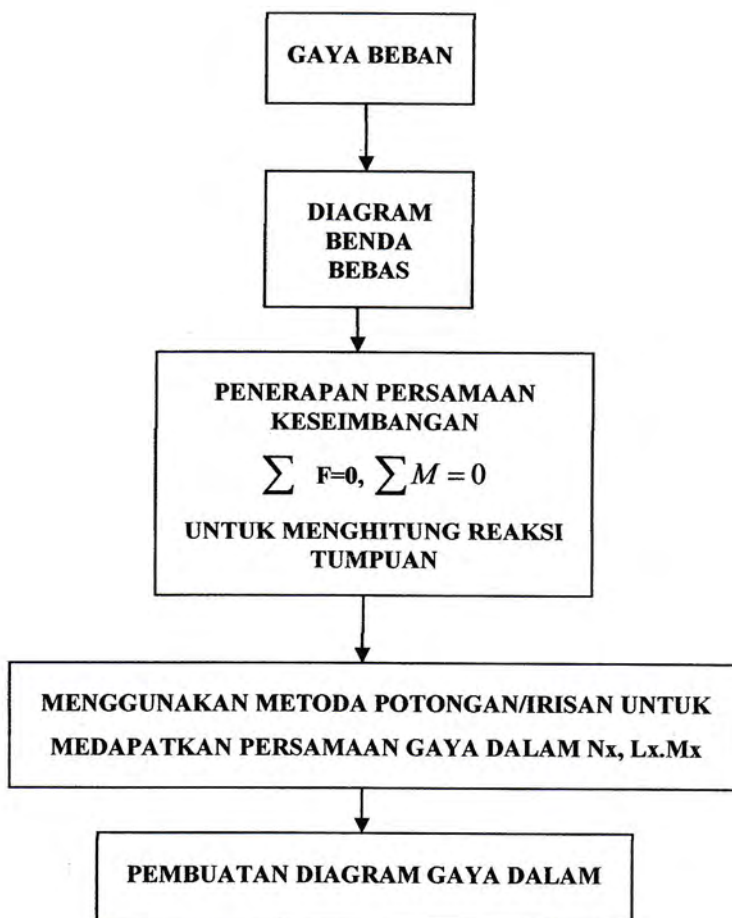 GAYA BEBAN
DIAGRAM
BENDA
BEBAS
PENERAPAN PERSAMAAN
KESEIMBANGAN
∑ F=0, ∑M = 0
UNTUK MENGHITUNG REAKSI
TUMPUAN
MENGGUNAKAN METODA POTONGAN/IRISAN UNTUK
MEDAPATKAN PERSAMAAN GAYA DALAM Nx, Lx.Mx
PEMBUATAN DIAGRAM GAYA DALAM